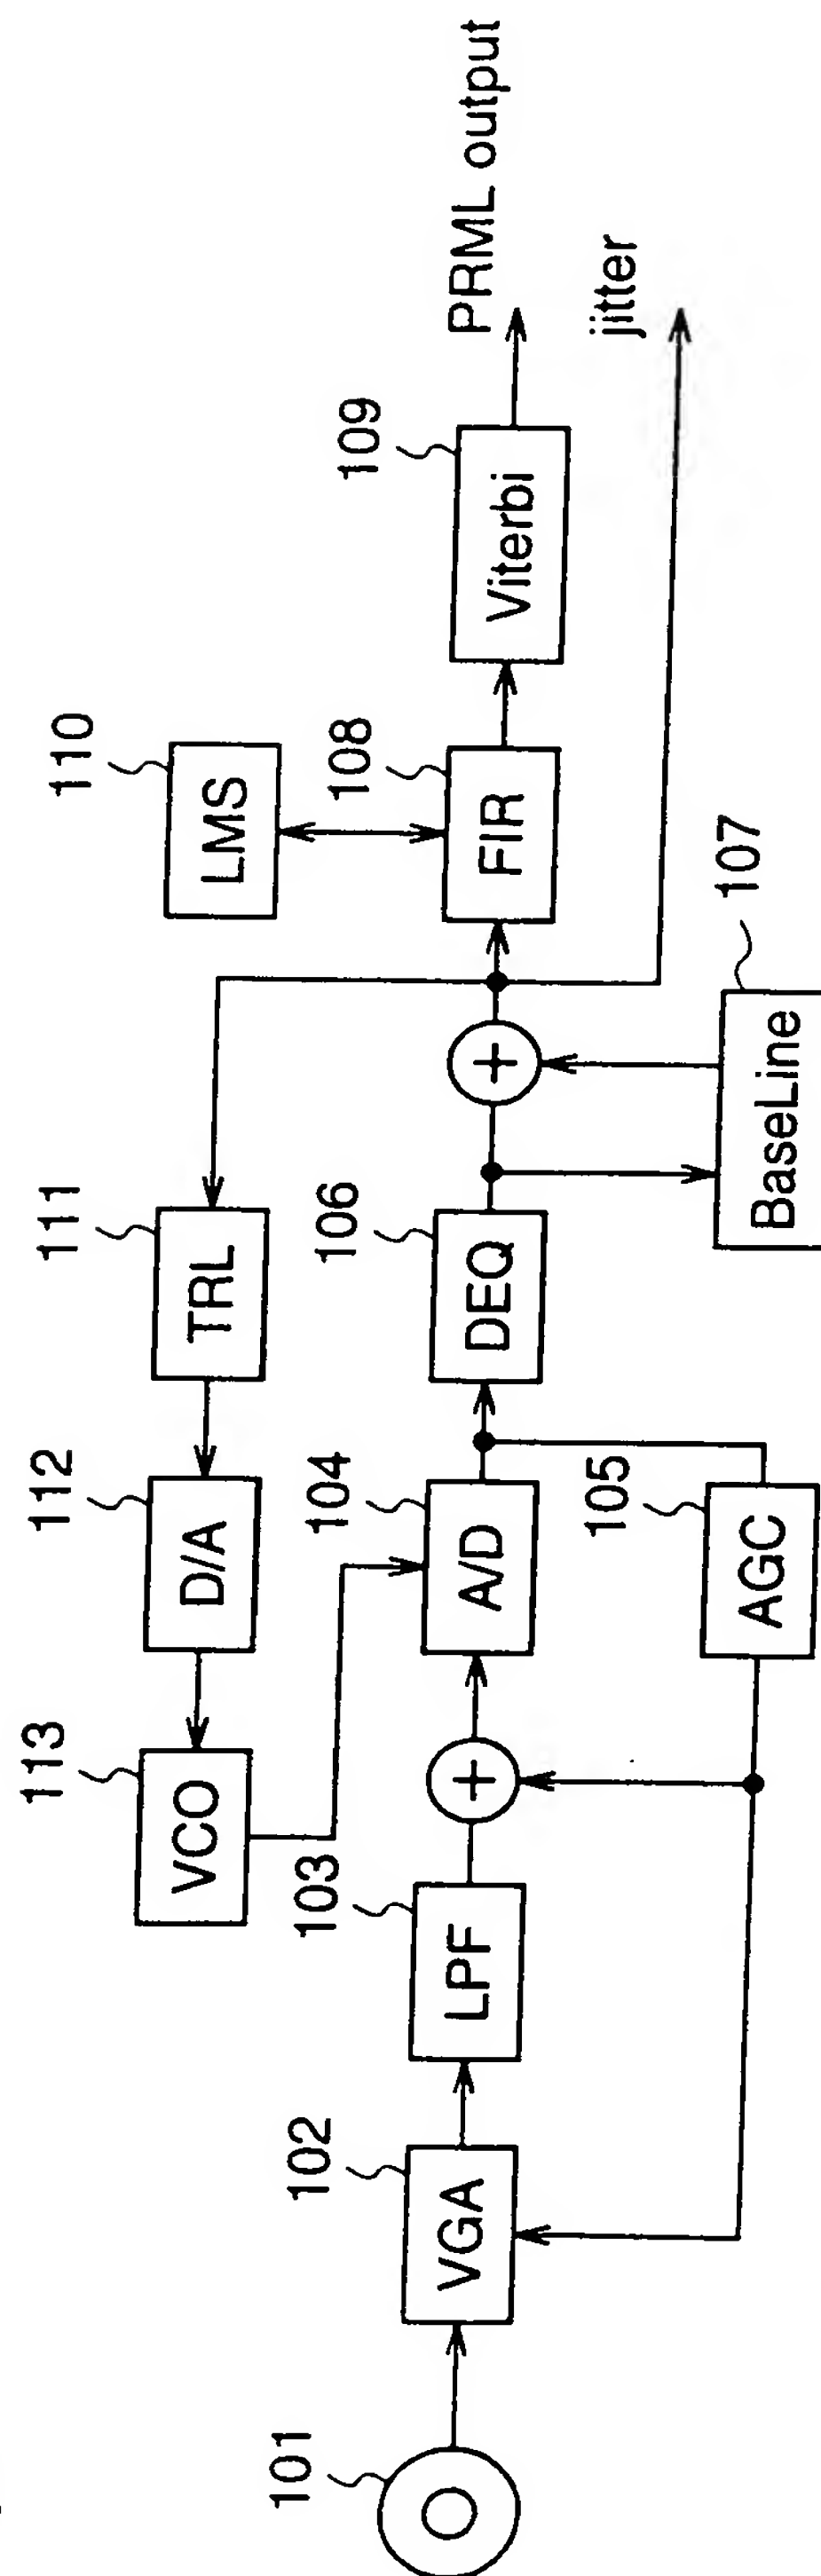 113
VCO
112
D/A
111
TRL
110
LMS
101
102
VGA
103
LPF
104
A/D
106
DEQ
108
FIR
109
Viterbi
PRML output
105
AGC
107
BaseLine
jitter